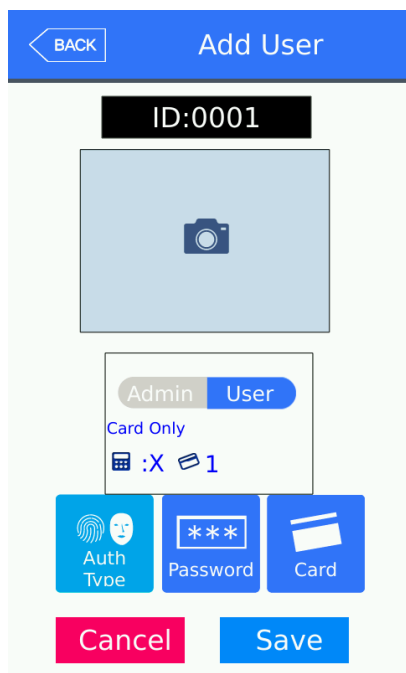 BACK
Add User
ID:0001
Admin User
Card Only
:X 1
***
Auth
Type
Password
Card
Cancel
Save